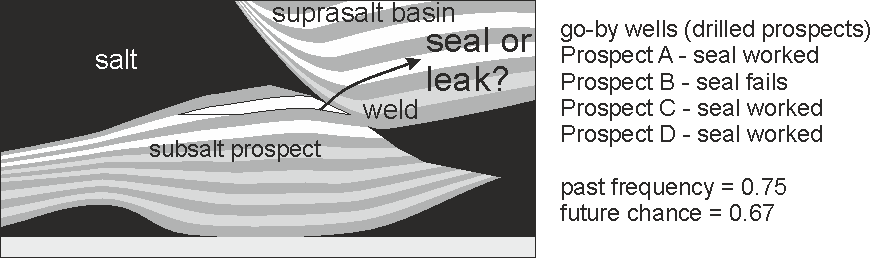 suprasalt basin
salt
seal or
leak?
weld
subsalt prospect
go-by wells (drilled prospects)
Prospect A - seal worked
Prospect B - seal fails
Prospect C - seal worked
Prospect D - seal worked
past frequency = 0.75
future chance = 0.67